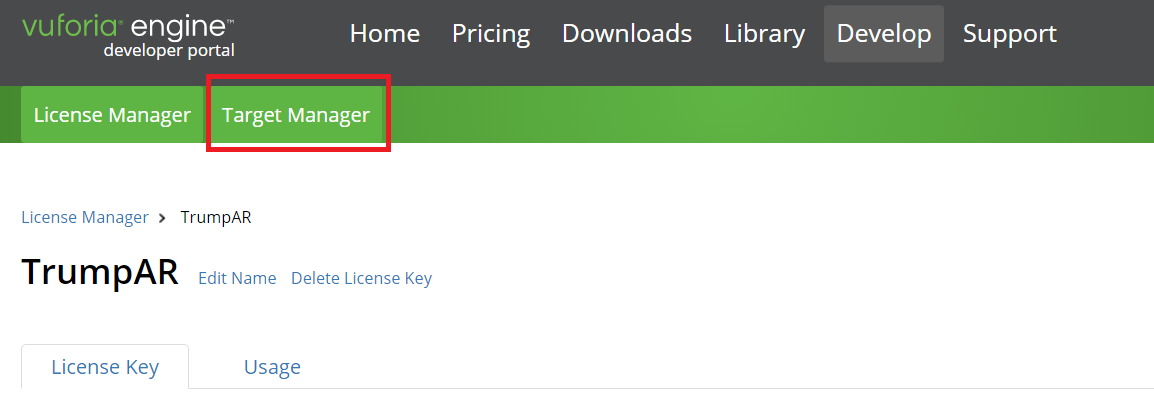 vuforia® engine™
developer portal
Home Pricing Downloads Library Develop Support
License Manager Target Manager
License Manager > TrumpAR
TrumpAR Edit Name Delete License Key
License Key Usage